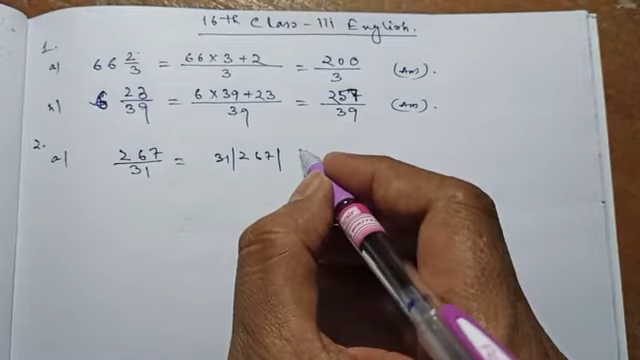 16th Class - III English.
1.
a) 66 2/3 = 66 × 3 + 2 / 3 = 200 / 3 (Ans).
r) 6 23/39 = 6 × 39 + 23 / 39 = 257 / 39 (Ans).
2.
a) 267/31 = 31|267|